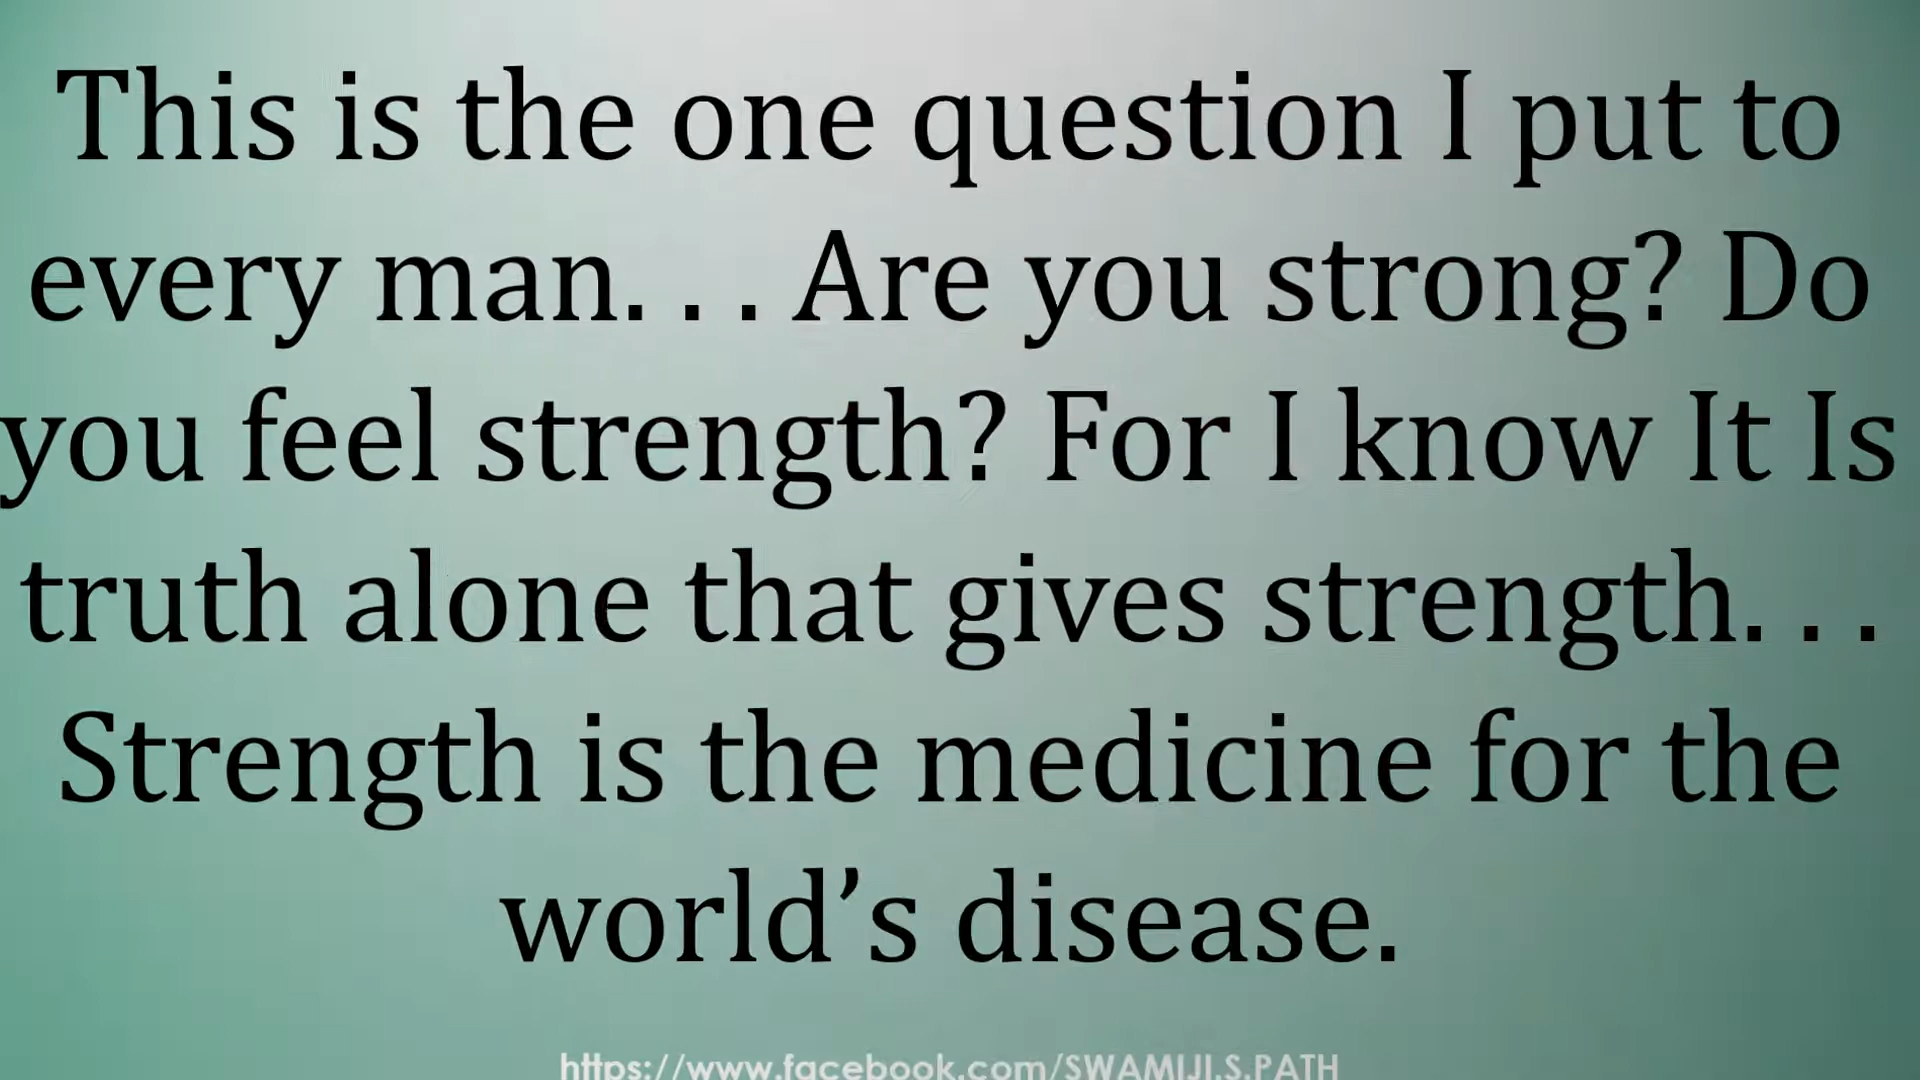 This is the one question I put to
every man. . . Are you strong? Do
you feel strength? For I know It Is
truth alone that gives strength. . .
Strength is the medicine for the
world’s disease.
https://www.facebook.com/SWAMIJI.S.PATH